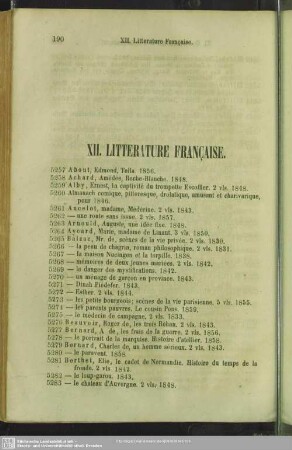 190 XII. Litterature Française.
XII. LITTERATURE FRANÇAISE.
5257 About, Edmond, Tolla. 1856.
5258 Achard, Amédée, Roche-Blanche. 1848.
5259 Alby, Ernest, la captivité du trompette Escoffier. 2 vls. 1848.
5260 Almanach comique, pittoresque, drolatique, amusant et charivarique,
pour 1846.
5261 Ancelot, madame, Médérine. 2 vls. 1843.
5262 — une route sans issue. 2 vls. 1857.
5263 Arnould, Auguste, une idée fixe. 1848.
5264 Aycard, Marie, madame de Linant. 3 vls. 1850.
5265 Balzac, Mr. de, scènes de la vie privée. 2 vls. 1830.
5266 — la peau de chagrin, roman philosophique. 2 vls. 1831.
5267 — la maison Nucingen et la torpille. 1838.
5268 — mémoires de deux jeunes mariées. 2 vls. 1842.
5269 — le danger des mystifications. 1842.
5270 — un ménage de garçon en province. 1843.
5271 — Dinah Piedefer. 1843.
5272 — Esther. 2 vls. 1844.
5273 — les petits bourgeois; scènes de la vie parisienne. 5 vls. 1855.
5274 — les parents pauvres. Le cousin Pons. 1852.
5275 — le medecin de campagne. 2 vls. 1833.
5276 Beauvoir, Roger de, les trois Rohan. 2 vls. 1843.
5277 Bernard, A. de, les frais de la guerre. 2 vls. 1856.
5278 — le portrait de la marquise. Histoire d'atelier. 1858.
5279 Bernard, Charles de, un homme sérieux. 2 vls. 1843.
5280 — le paravent. 1858.
5281 Berthet, Elie, le cadet de Normandie. Histoire du temps de la
fronde. 2 vls. 1842.
5282 — le loup-garou. 1843.
5283 — le chateau d'Auvergne. 2 vls. 1848.